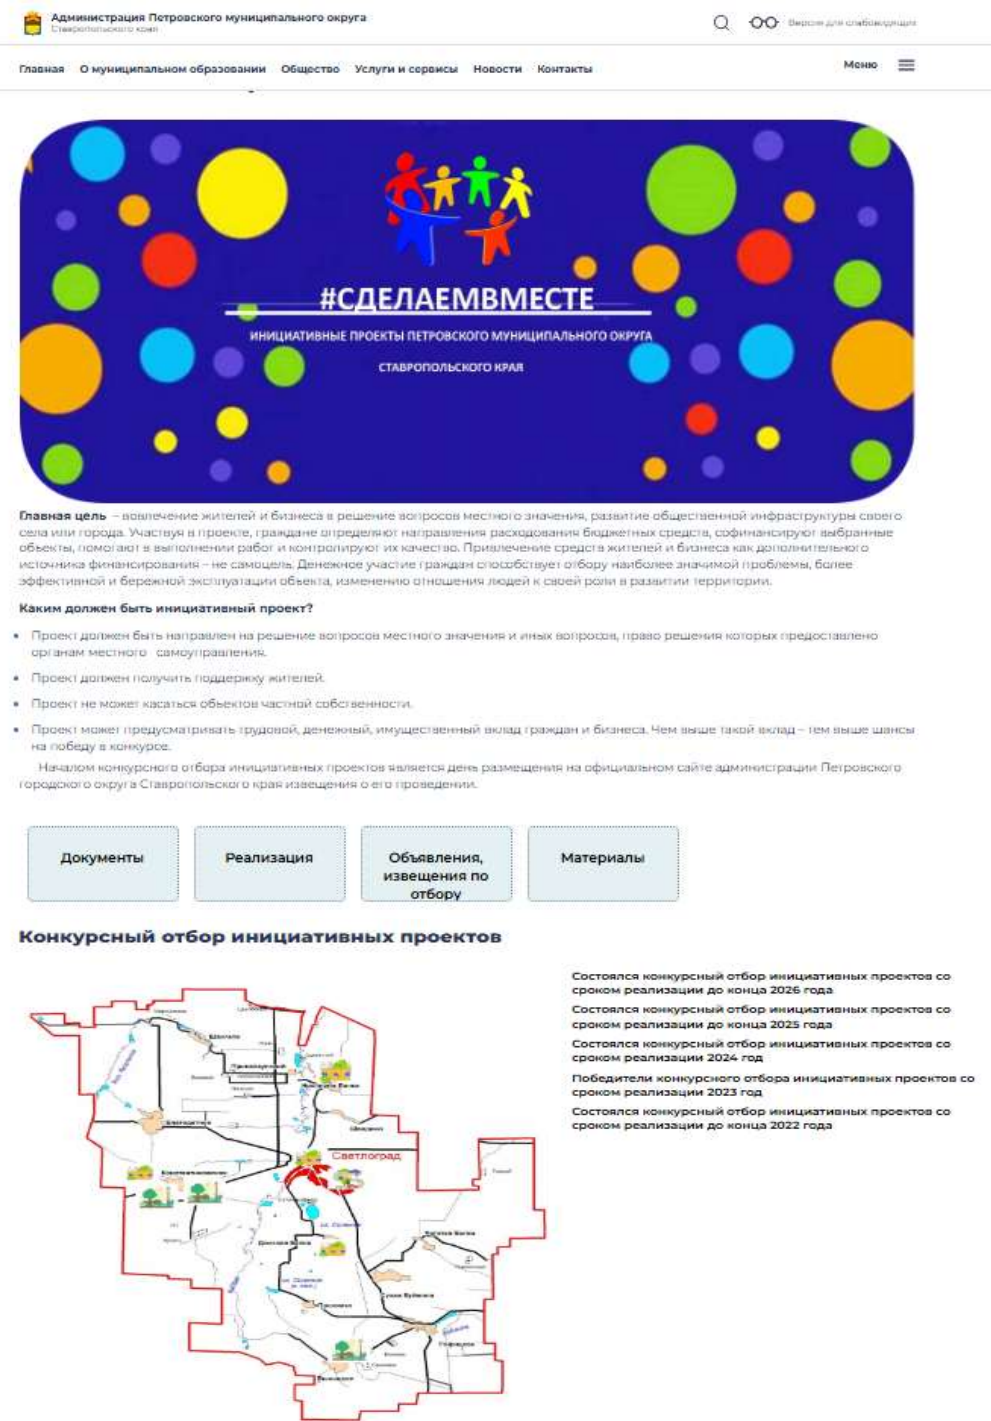 Администрация Петровского муниципального округа
Ставропольского края
Версия для слабовидящих
Главная О муниципальном образовании Общество Услуги и сервисы Новости Контакты
Меню
#СДЕЛАЕМВМЕСТЕ
ИНИЦИАТИВНЫЕ ПРОЕКТЫ ПЕТРОВСКОГО МУНИЦИПАЛЬНОГО ОКРУГА
СТАВРОПОЛЬСКОГО КРАЯ
Главная цель – вовлечение жителей и бизнеса в решение вопросов местного значения, развитие общественной инфраструктуры своего
села или города. Участвуя в проекте, граждане определяют направления расходования бюджетных средств, софинансируют выбранные
объекты, помогают в выполнении работ и контролируют их качество. Привлечение средств жителей и бизнеса как дополнительного
источника финансирования – не самоцель. Денежное участие граждан способствует отбору наиболее значимой проблемы, более
эффективной и бережной эксплуатации объекта, изменению отношения людей к своей роли в развитии территории.
Каким должен быть инициативный проект?
• Проект должен быть направлен на решение вопросов местного значения и иных вопросов, право решения которых предоставлено
органам местного самоуправления.
• Проект должен получить поддержку жителей.
• Проект не может касаться объектов частной собственности.
• Проект может предусматривать трудовой, денежный, имущественный вклад граждан и бизнеса. Чем выше такой вклад – тем выше шансы
на победу в конкурсе.
Началом конкурсного отбора инициативных проектов является день размещения на официальном сайте администрации Петровского
городского округа Ставропольского края извещения о его проведении.
Документы
Реализация
Объявления,
извещения по
отбору
Материалы
Конкурсный отбор инициативных проектов
Состоялся конкурсный отбор инициативных проектов со
сроком реализации до конца 2026 года
Состоялся конкурсный отбор инициативных проектов со
сроком реализации до конца 2025 года
Состоялся конкурсный отбор инициативных проектов со
сроком реализации 2024 год
Победители конкурсного отбора инициативных проектов со
сроком реализации 2023 год
Состоялся конкурсный отбор инициативных проектов со
сроком реализации до конца 2022 года
Светлоград